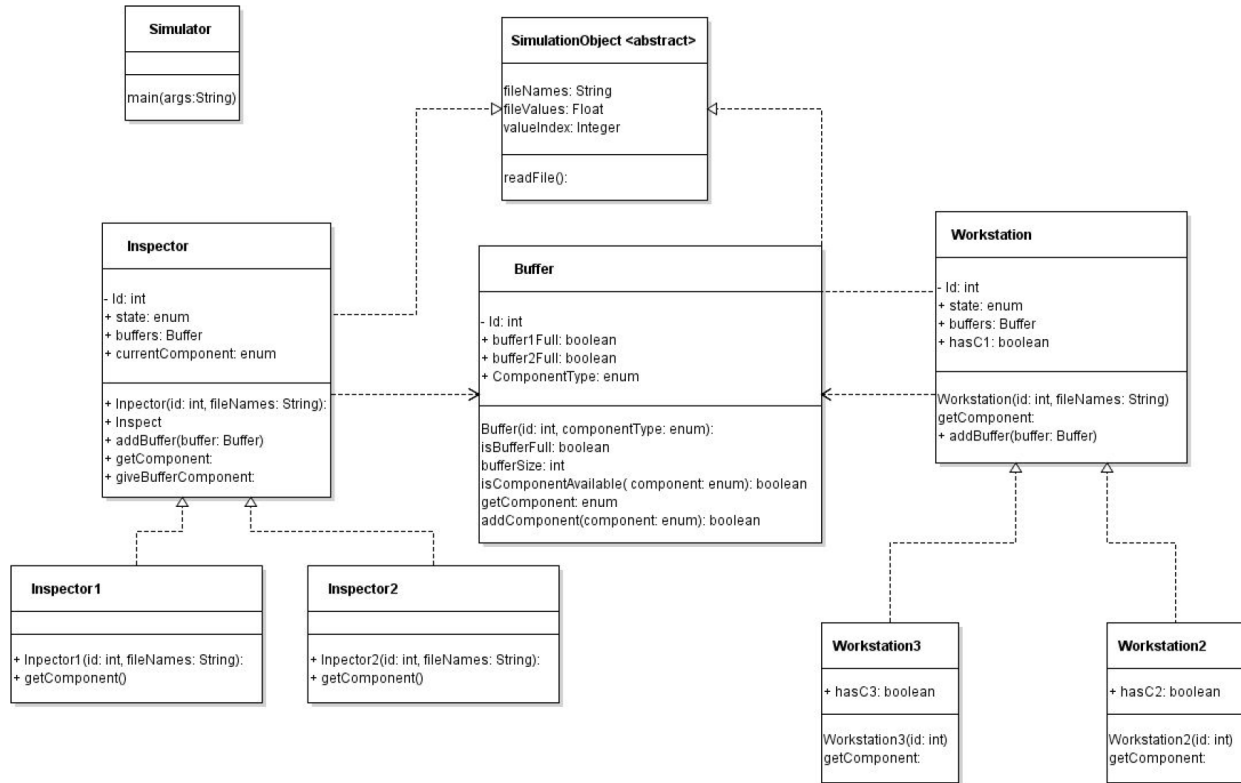 Simulator
main(args:String)
SimulationObject <abstract>
fileNames: String
fileValues: Float
valueIndex: Integer
readFile():
Inspector
- Id: int
+ state: enum
+ buffers: Buffer
+ currentComponent: enum
+ Inpector(id: int, fileNames: String):
+ Inspect
+ addBuffer(buffer: Buffer)
+ getComponent:
+ giveBufferComponent:
Buffer
- Id: int
+ buffer1Full: boolean
+ buffer2Full: boolean
+ ComponentType: enum
Buffer(id: int, componentType: enum):
isBufferFull: boolean
bufferSize: int
isComponentAvailable( component: enum): boolean
getComponent: enum
addComponent(component: enum): boolean
Workstation
- Id: int
+ state: enum
+ buffers: Buffer
+ hasC1: boolean
Workstation(id: int, fileNames: String)
getComponent:
+ addBuffer(buffer: Buffer)
Inspector1
+ Inpector1(id: int, fileNames: String):
+ getComponent()
Inspector2
+ Inpector2(id: int, fileNames: String):
+ getComponent()
Workstation3
+ hasC3: boolean
Workstation3(id: int)
getComponent:
Workstation2
+ hasC2: boolean
Workstation2(id: int)
getComponent: